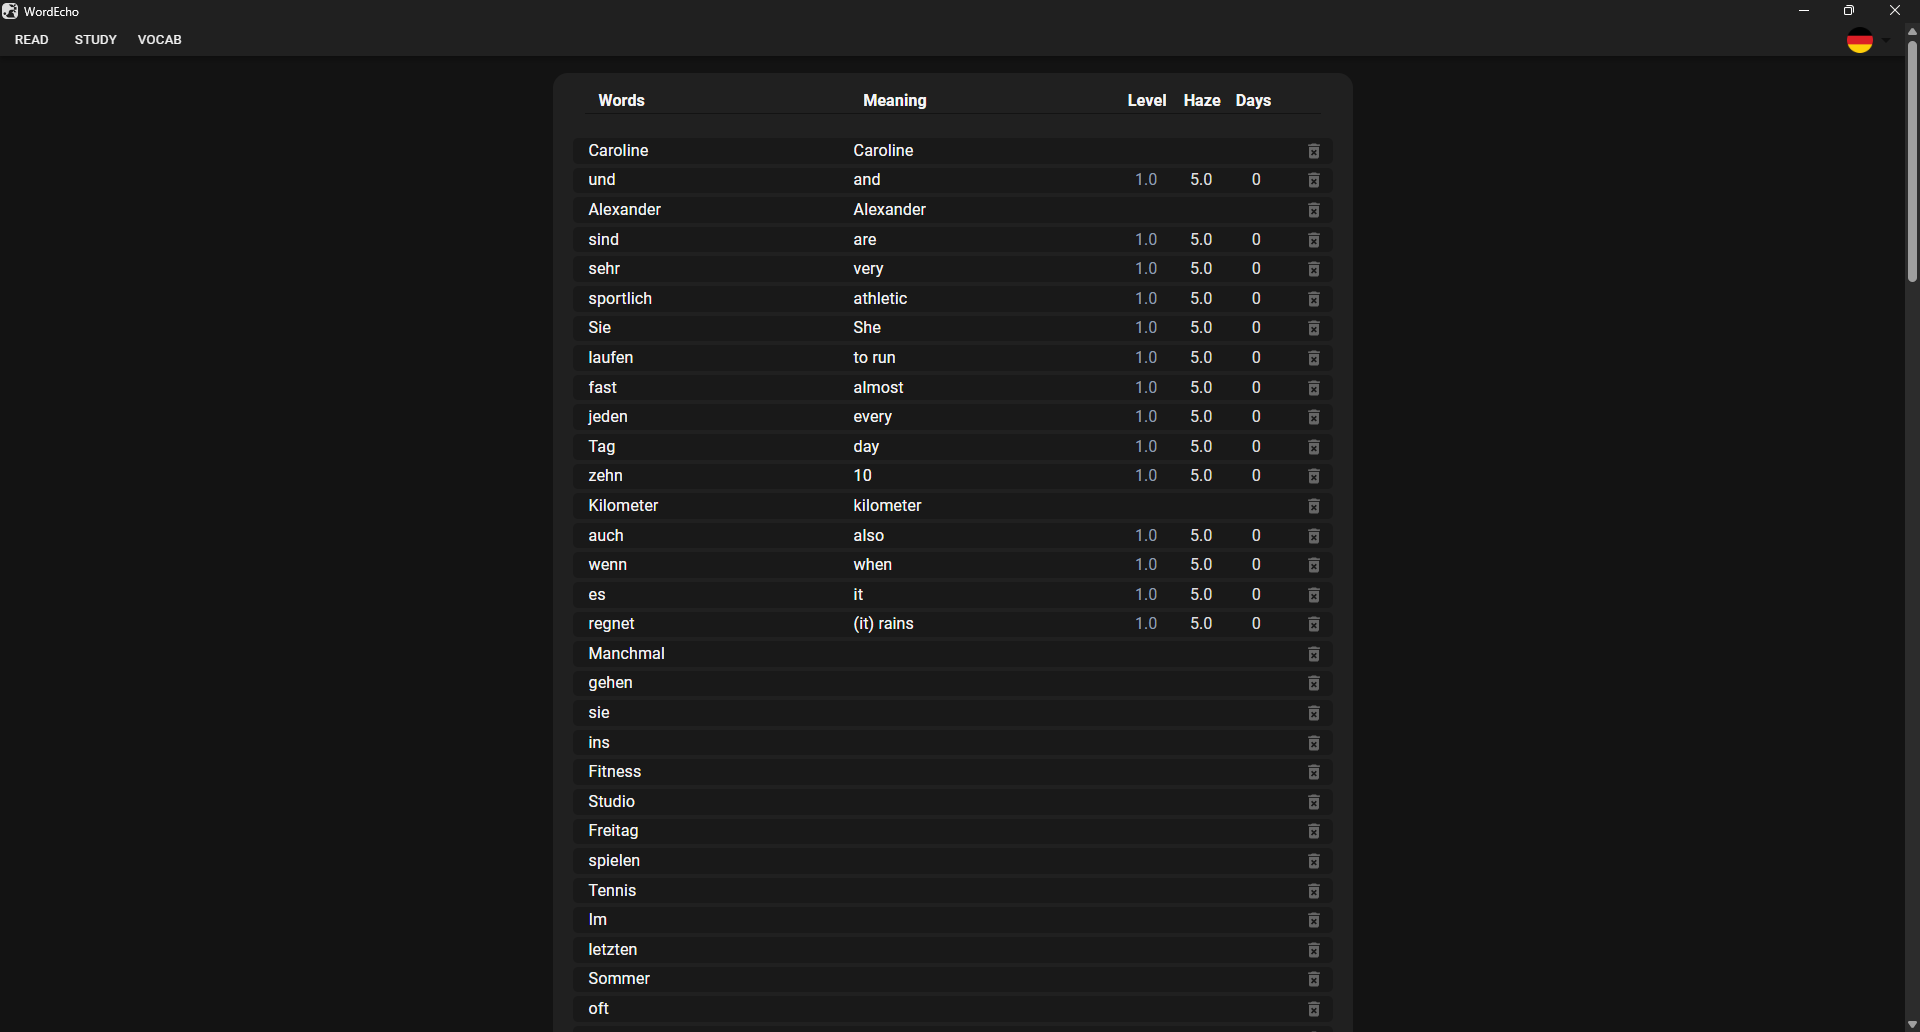 WordEcho
READ STUDY VOCAB
Words Meaning Level Haze Days
Caroline Caroline
und and 1.0 5.0 0
Alexander Alexander
sind are 1.0 5.0 0
sehr very 1.0 5.0 0
sportlich athletic 1.0 5.0 0
Sie She 1.0 5.0 0
laufen to run 1.0 5.0 0
fast almost 1.0 5.0 0
jeden every 1.0 5.0 0
Tag day 1.0 5.0 0
zehn 10 1.0 5.0 0
Kilometer kilometer
auch also 1.0 5.0 0
wenn when 1.0 5.0 0
es it 1.0 5.0 0
regnet (it) rains 1.0 5.0 0
Manchmal
gehen
sie
ins
Fitness
Studio
Freitag
spielen
Tennis
Im
letzten
Sommer
oft